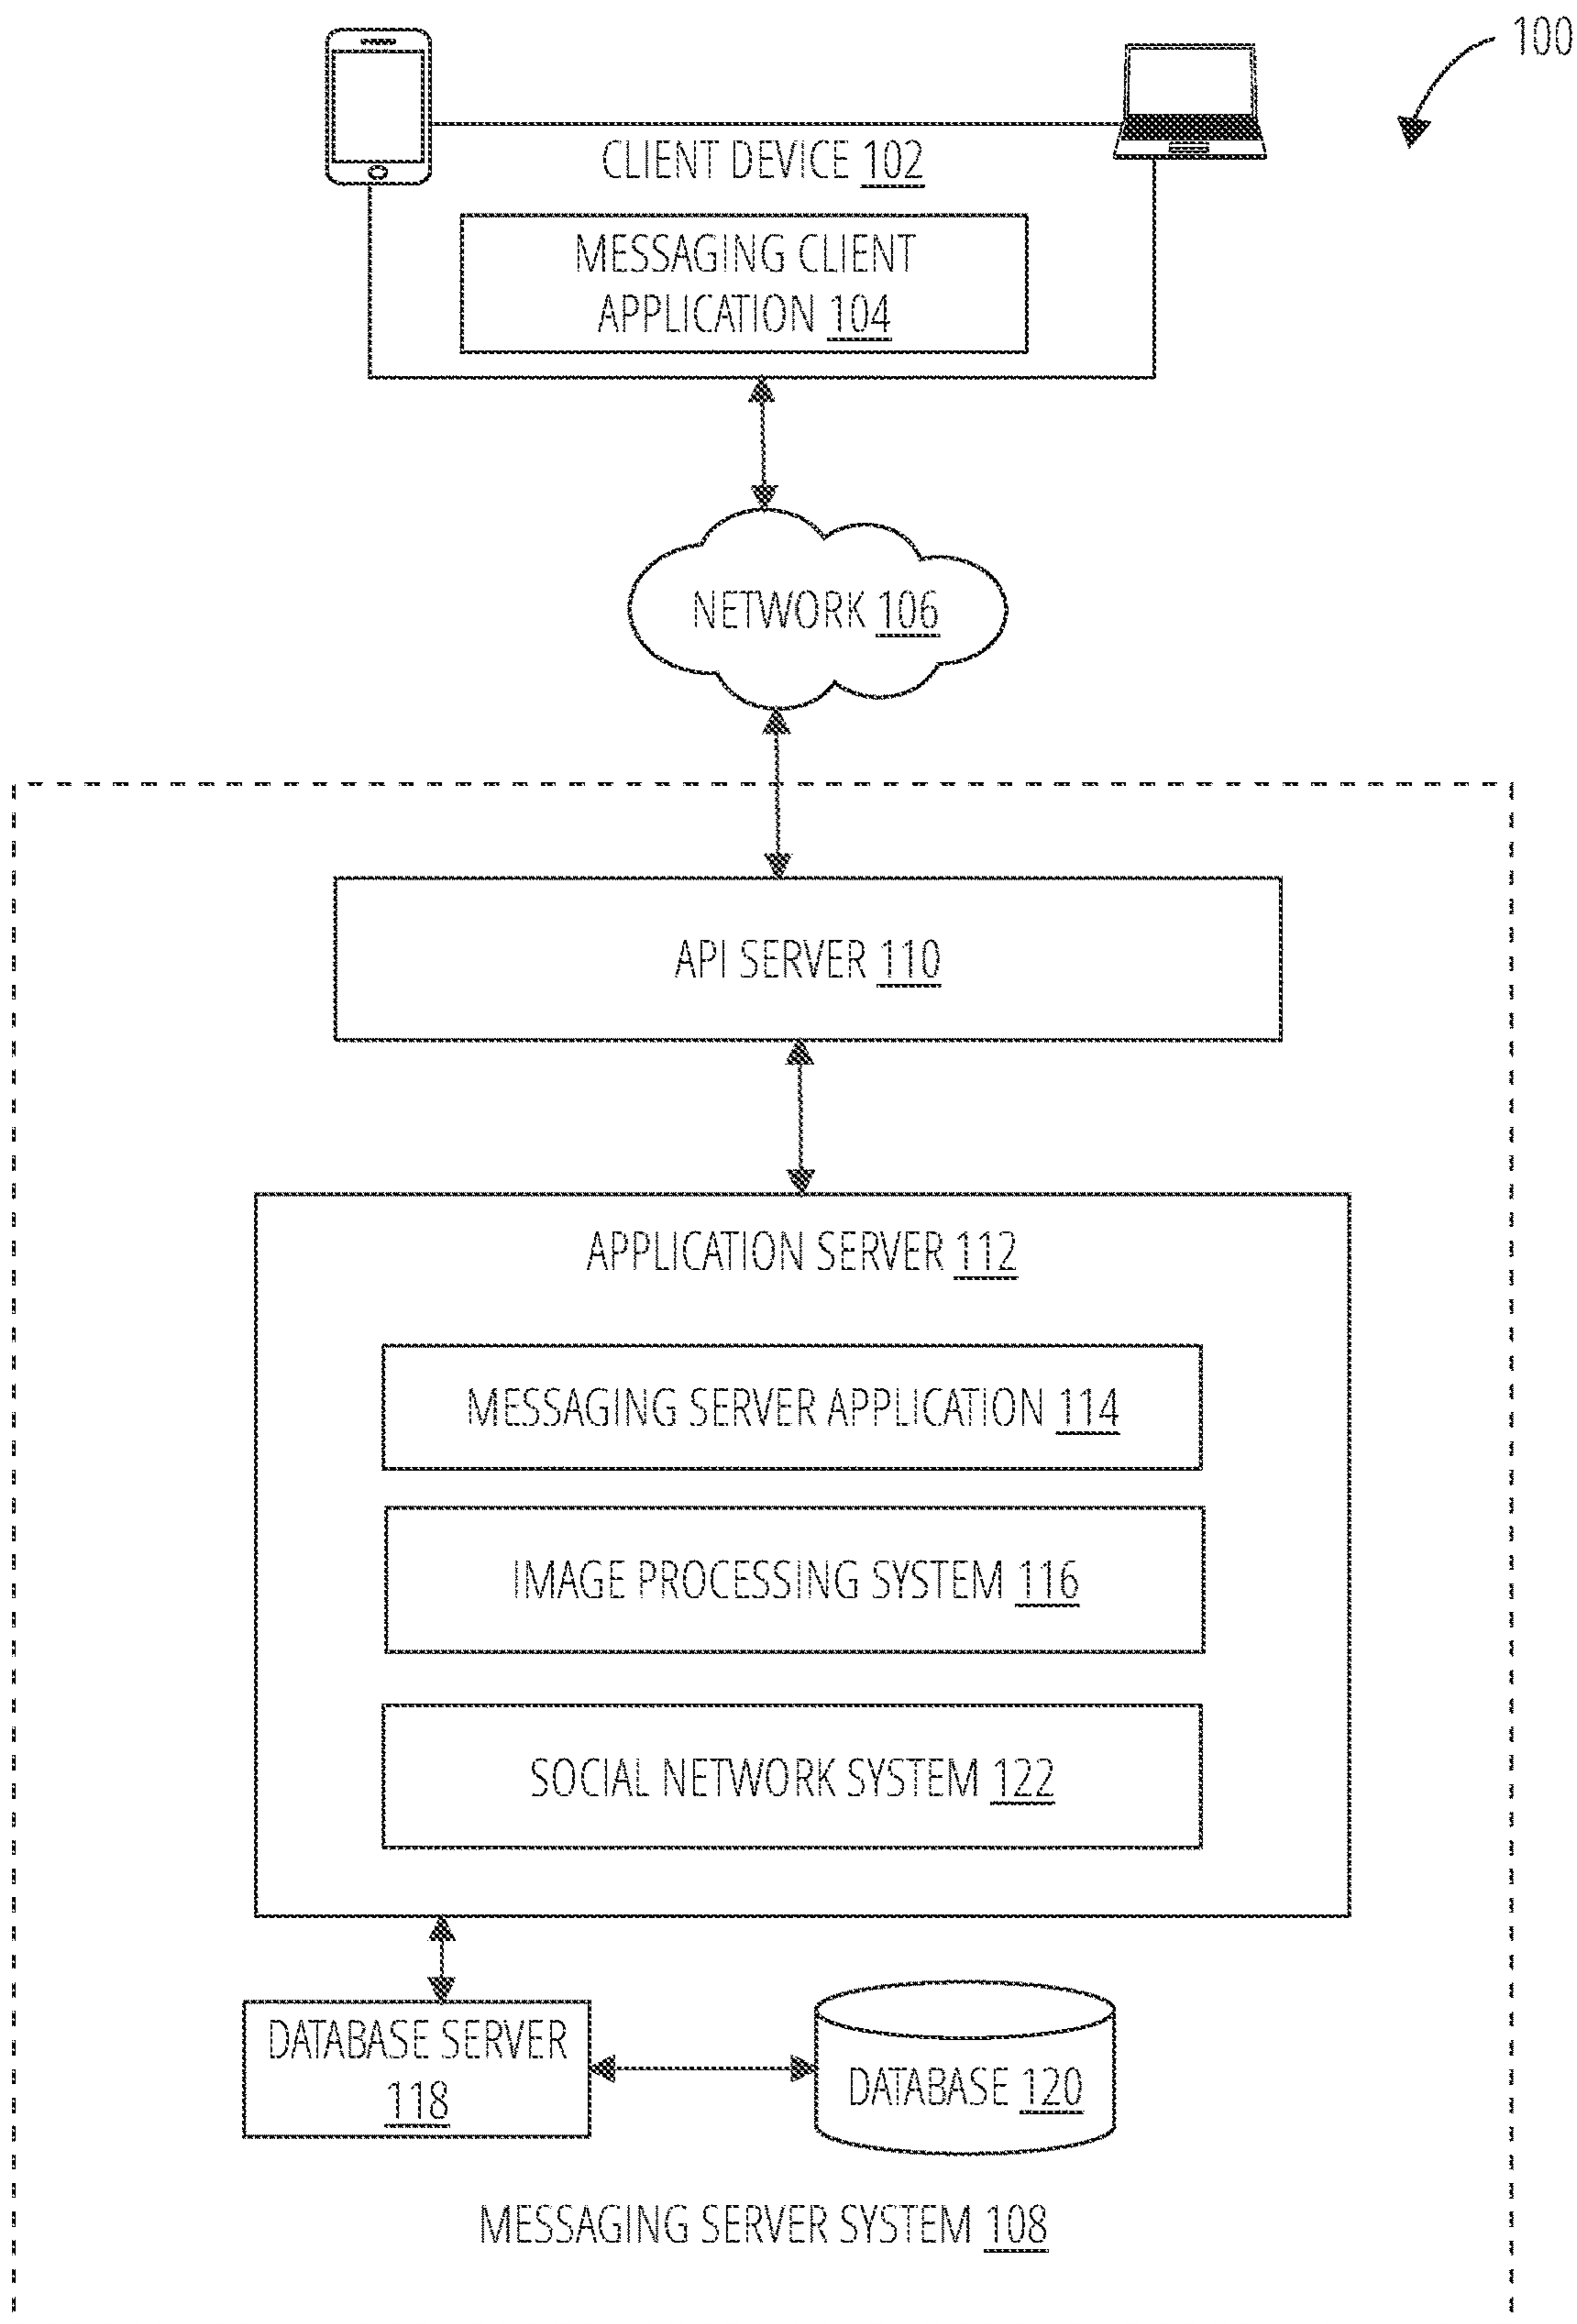 100
CLIENT DEVICE 102
MESSAGING CLIENT
APPLICATION 104
NETWORK 106
API SERVER 110
APPLICATION SERVER 112
MESSAGING SERVER APPLICATION 114
IMAGE PROCESSING SYSTEM 116
SOCIAL NETWORK SYSTEM 122
DATABASE SERVER
118
DATABASE 120
MESSAGING SERVER SYSTEM 108